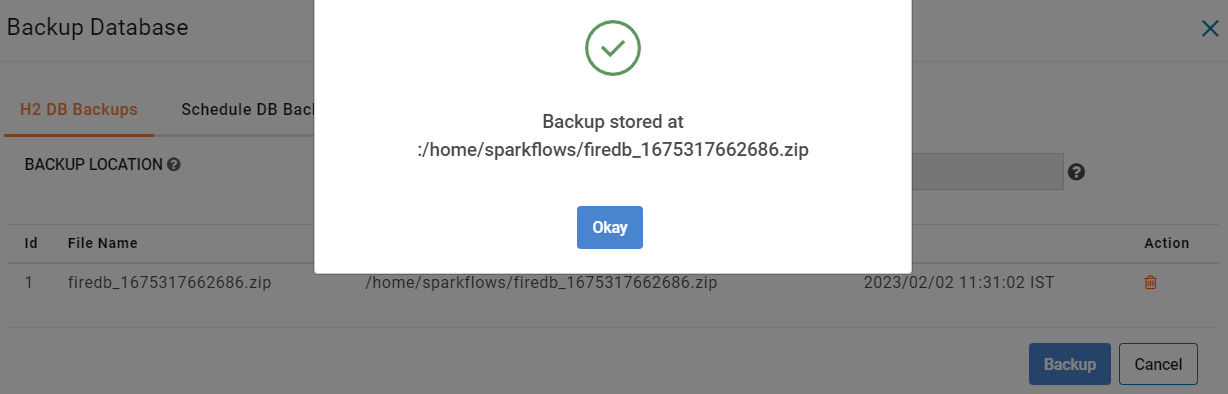 Backup Database
H2 DB Backups Schedule DB Back
Backup stored at
:/home/sparkflows/firedb_1675317662686.zip
BACKUP LOCATION ?
?
Okay
Id File Name Action
1 firedb_1675317662686.zip /home/sparkflows/firedb_1675317662686.zip 2023/02/02 11:31:02 IST
Backup Cancel